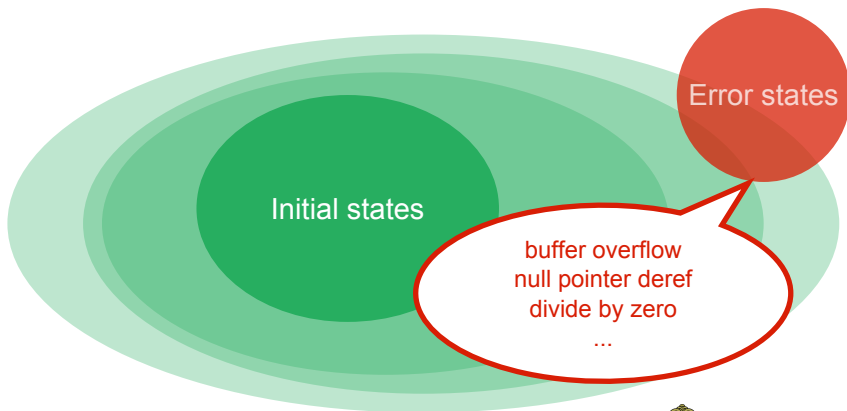 Error states
Initial states
buffer overflow
null pointer deref
divide by zero
...